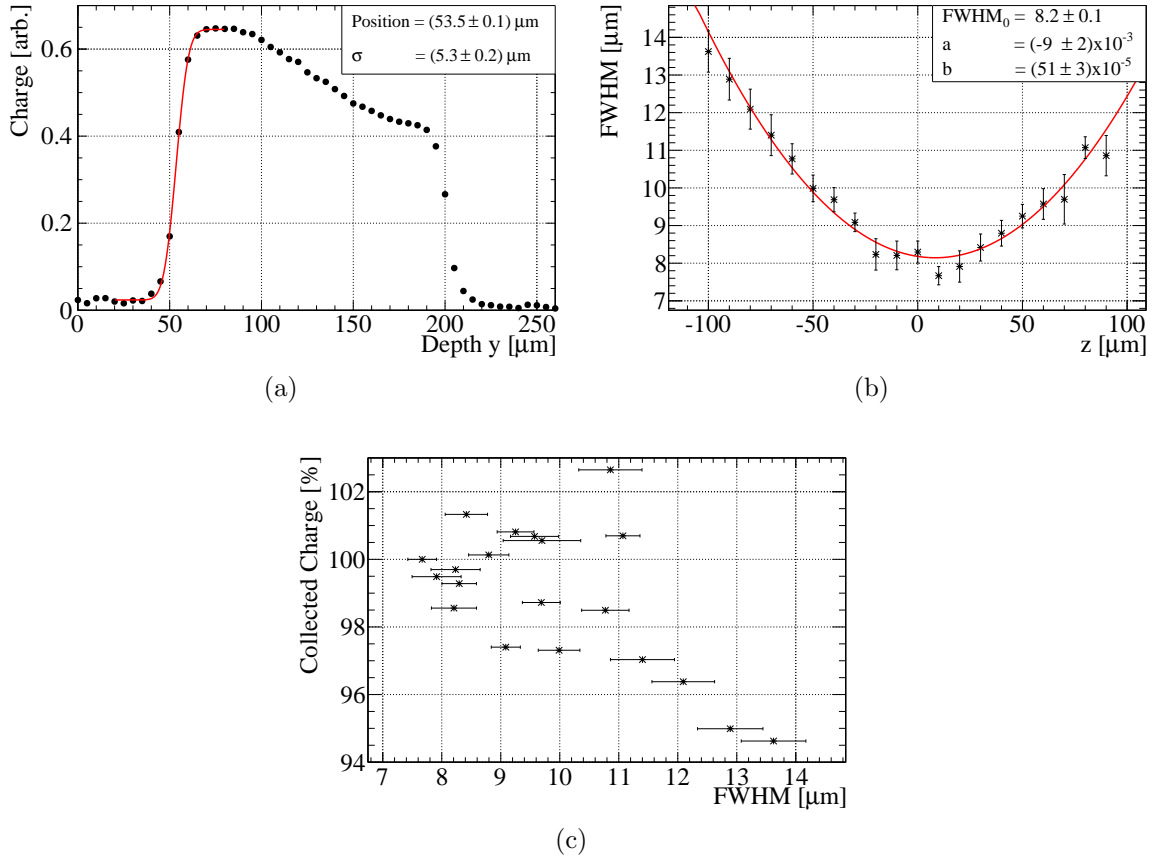 Charge [arb.]
0.6
0.4
0.2
0
0 50 100 150 200 250
Depth y [μm]
Position = (53.5 ± 0.1) μm
σ = (5.3 ± 0.2) μm
(a)
FWHM [μm]
14
13
12
11
10
9
8
7
-100 -50 0 50 100
z [μm]
FWHM₀ = 8.2 ± 0.1
a = (-9 ± 2)x10⁻³
b = (51 ± 3)x10⁻⁵
(b)
Collected Charge [%]
102
100
98
96
94
7 8 9 10 11 12 13 14
FWHM [μm]
(c)